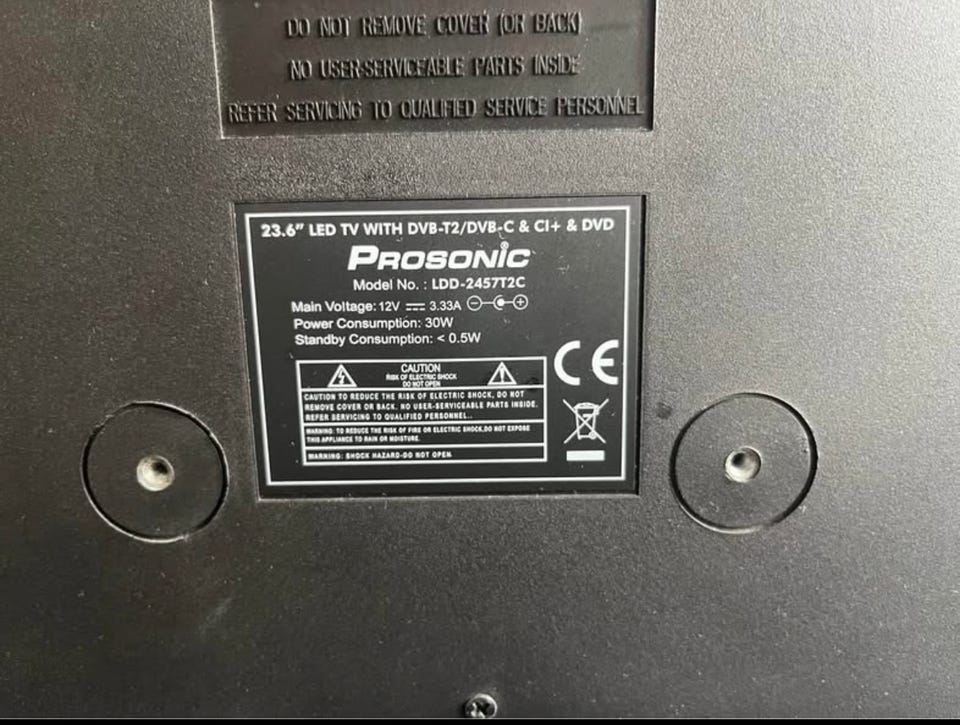 DO NOT REMOVE COVER (OR BACK)
NO USER-SERVICEABLE PARTS INSIDE
REFER SERVICING TO QUALIFIED SERVICE PERSONNEL
23.6" LED TV WITH DVB-T2/DVB-C & CI+ & DVD
PROSONIC®
Model No. : LDD-2457T2C
Main Voltage: 12V ⎓ 3.33A
Power Consumption: 30W
Standby Consumption: < 0.5W
CAUTION
RISK OF ELECTRIC SHOCK
DO NOT OPEN
CE
CAUTION TO REDUCE THE RISK OF ELECTRIC SHOCK, DO NOT
REMOVE COVER OR BACK. NO USER-SERVICEABLE PARTS INSIDE.
REFER SERVICING TO QUALIFIED PERSONNEL..
WARNING: TO REDUCE THE RISK OF FIRE OR ELECTRIC SHOCK,DO NOT EXPOSE
THIS APPLIANCE TO RAIN OR MOISTURE.
WARNING: SHOCK HAZARD-DO NOT OPEN